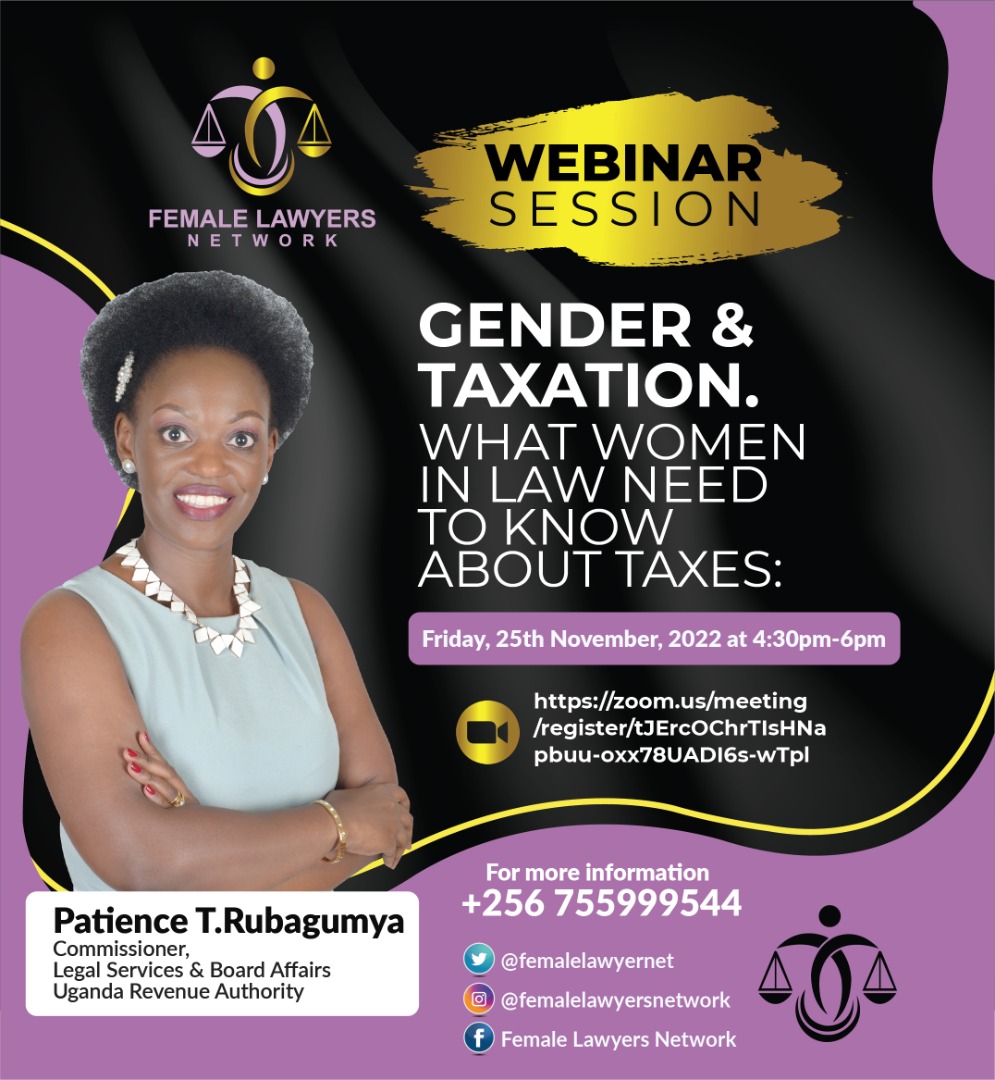 FEMALE LAWYERS
NETWORK
WEBINAR
SESSION
GENDER &
TAXATION.
WHAT WOMEN
IN LAW NEED
TO KNOW
ABOUT TAXES:
Friday, 25th November, 2022 at 4:30pm-6pm
https://zoom.us/meeting
/register/tJErcOChrTIsHNa
pbuu-oxx78UADI6s-wTpl
Patience T.Rubagumya
Commissioner,
Legal Services & Board Affairs
Uganda Revenue Authority
For more information
+256 755999544
@femalelawyernet
@femalelawyersnetwork
Female Lawyers Network